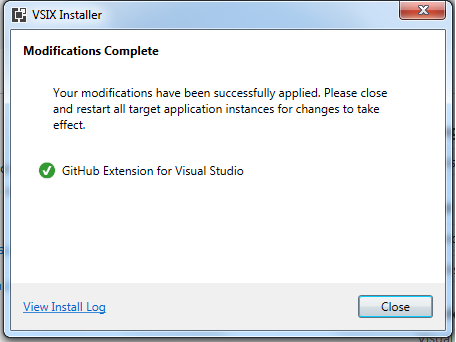 VSIX Installer
Modifications Complete
Your modifications have been successfully applied. Please close
and restart all target application instances for changes to take
effect.
GitHub Extension for Visual Studio
View Install Log
Close